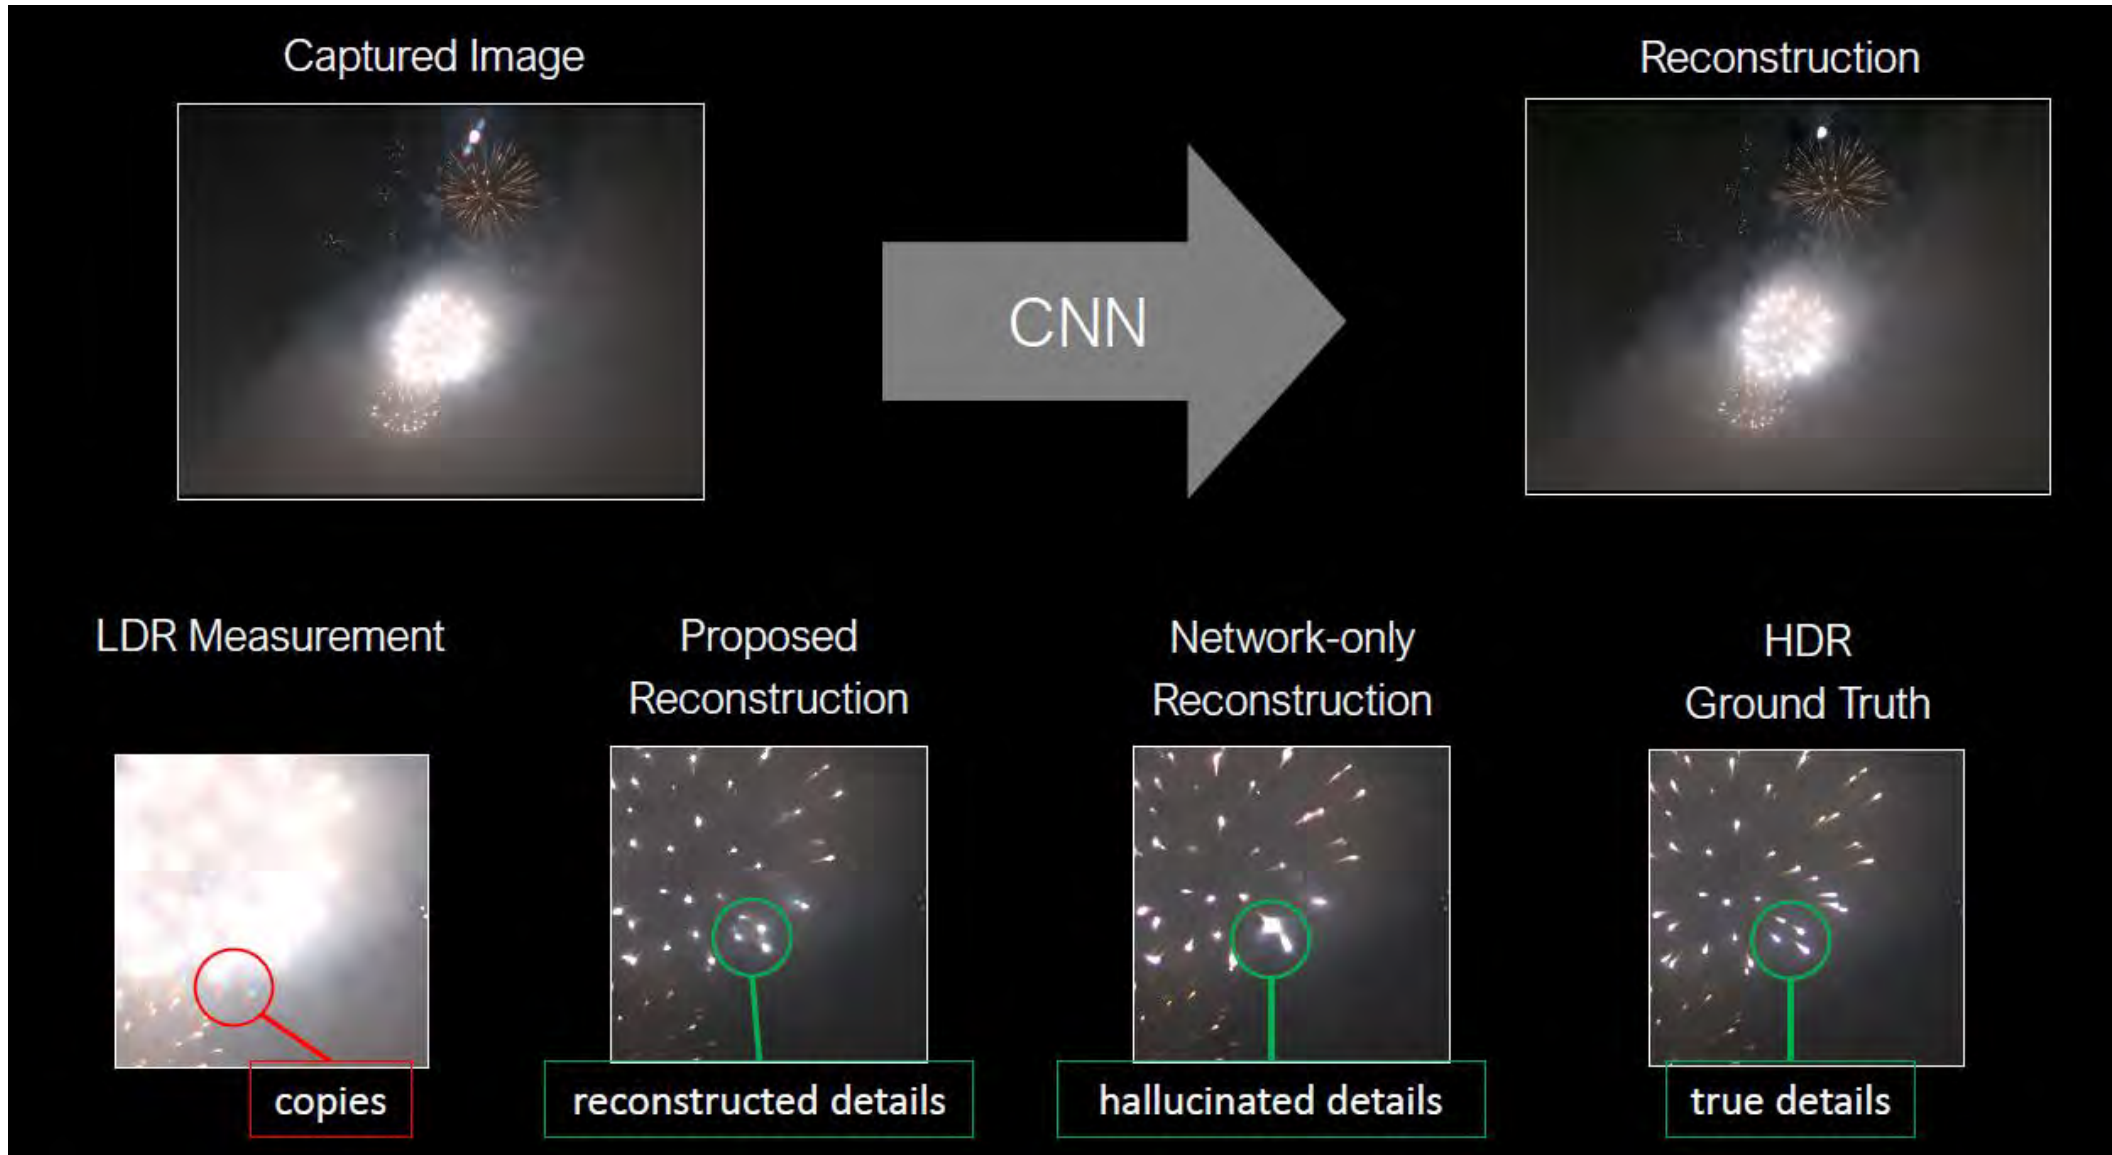 Captured Image
Reconstruction
CNN
LDR Measurement
Proposed
Reconstruction
Network-only
Reconstruction
HDR
Ground Truth
copies
reconstructed details
hallucinated details
true details